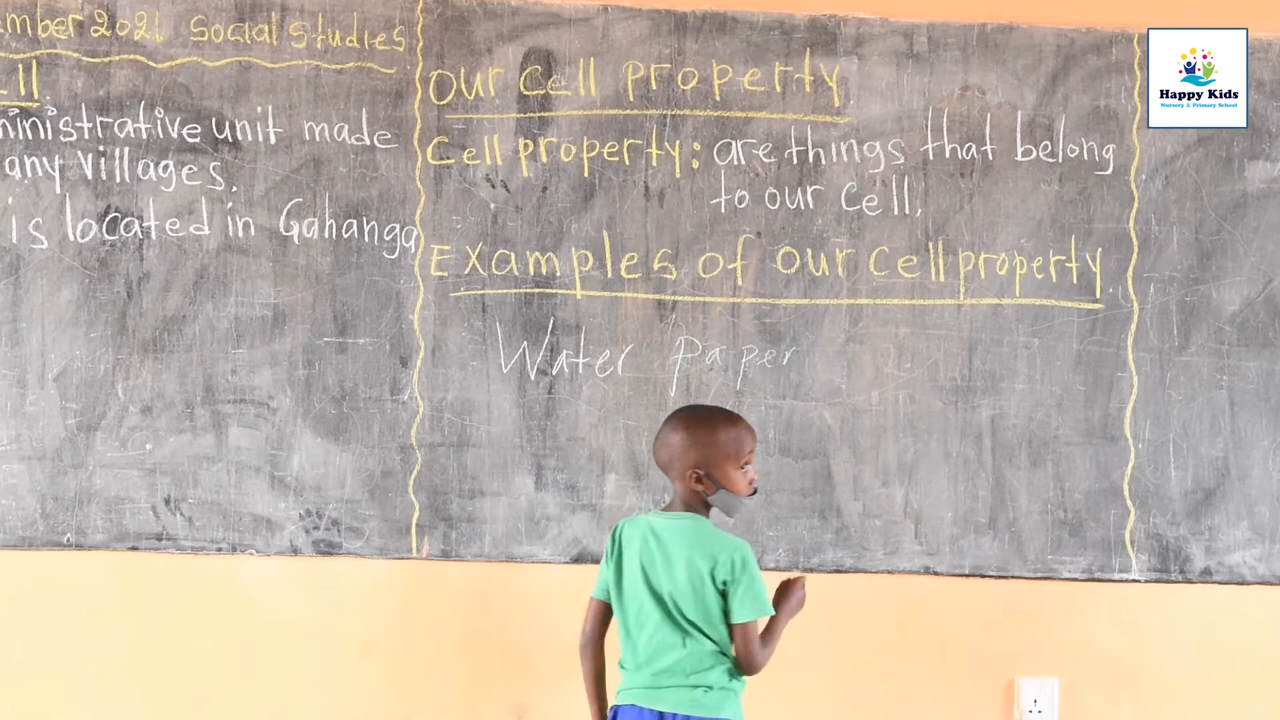 mber 2021 Social Studies
ll
ministrative unit made
any villages.
is located in Gahanga
Our Cell property
Cell property: are things that belong
to our Cell.
Examples of our Cell property
Water Paper
Happy Kids
Nursery & Primary School